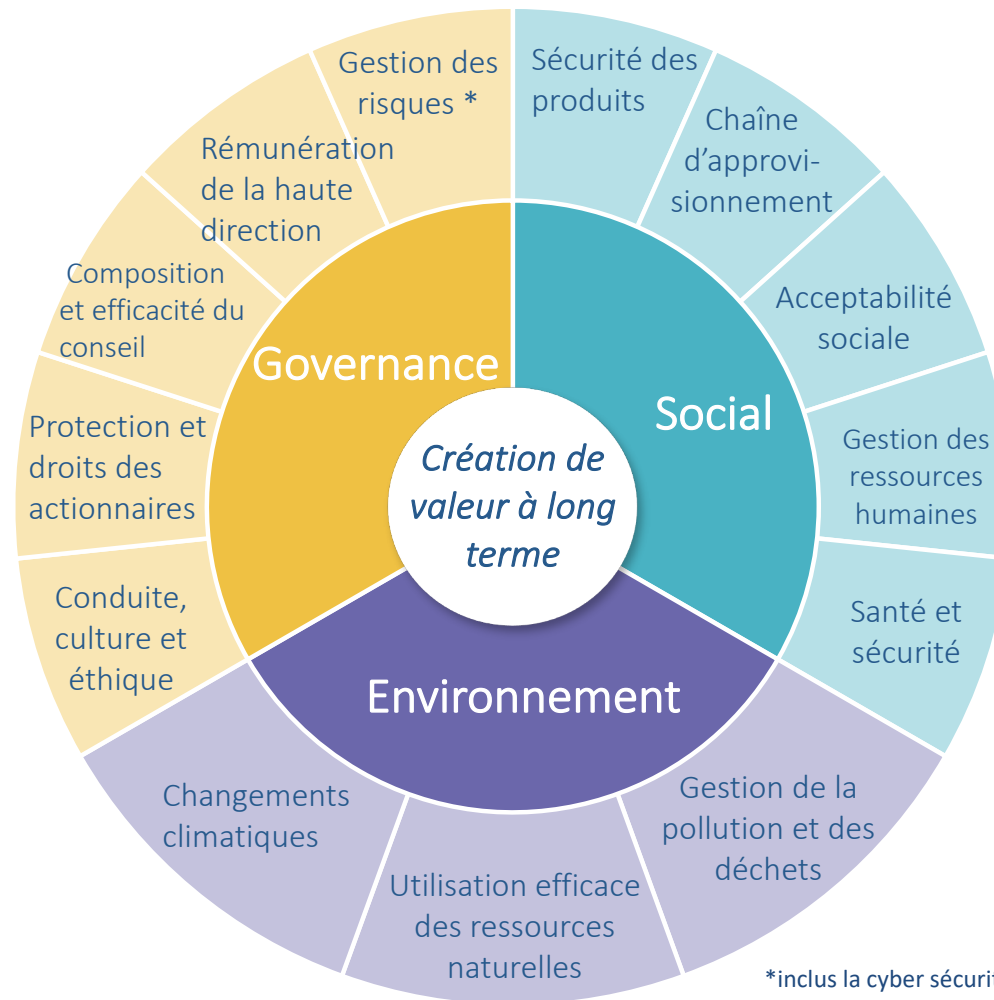 Gestion des
risques *
Sécurité des
produits
Chaîne
d'approvi-
sionnement
Acceptabilité
sociale
Gestion des
ressources
humaines
Santé et
sécurité
Gestion de la
pollution et des
déchets
Utilisation efficace
des ressources
naturelles
Changements
climatiques
Conduite,
culture et
éthique
Protection et
droits des
actionnaires
Composition
et efficacité du
conseil
Rémunération
de la haute
direction
Governance
Social
Environnement
Création de
valeur à long
terme
*inclus la cyber sécurit